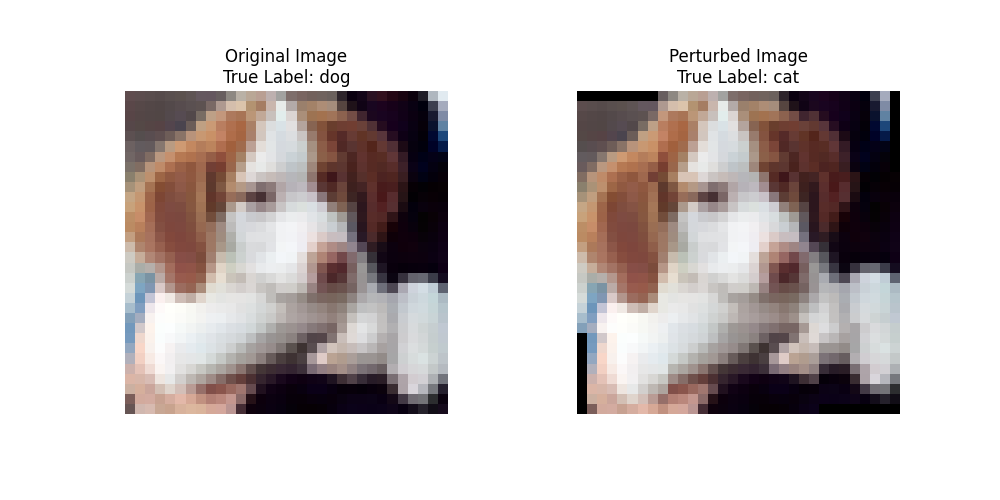 Original Image
True Label: dog
Perturbed Image
True Label: cat